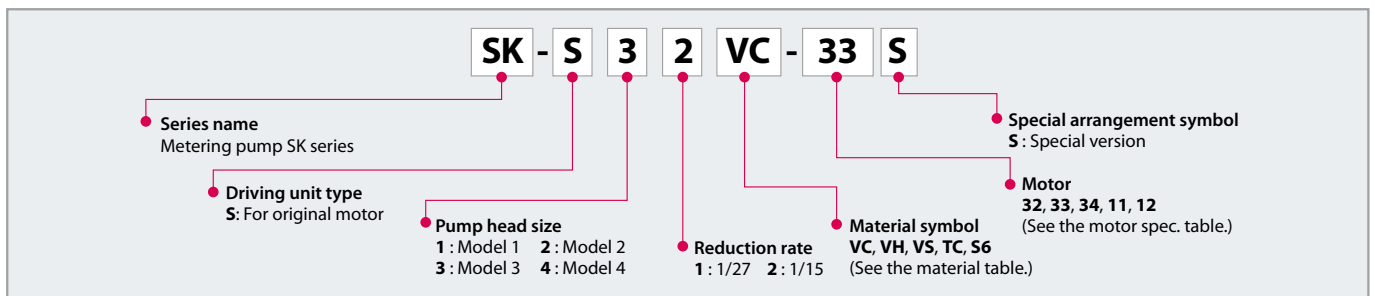 SK - S 3 2 VC - 33 S
Series name
Metering pump SK series
Driving unit type
S: For original motor
Pump head size
1 : Model 1 2 : Model 2
3 : Model 3 4 : Model 4
Reduction rate
1 : 1/27 2 : 1/15
Material symbol
VC, VH, VS, TC, S6
(See the material table.)
Motor
32, 33, 34, 11, 12
(See the motor spec. table.)
Special arrangement symbol
S : Special version